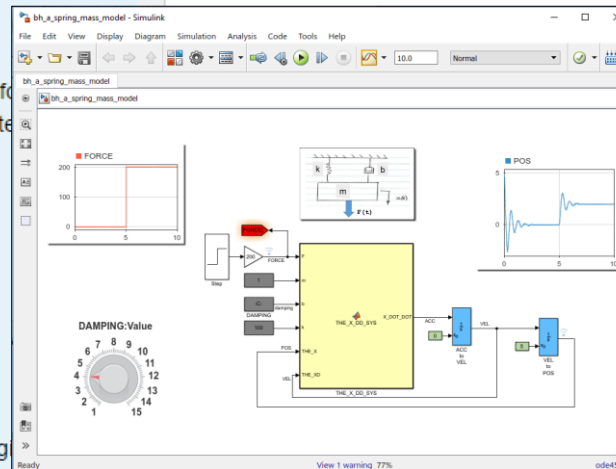 bh_a_spring_mass_model - Simulink
File Edit View Display Diagram Simulation Analysis Code Tools Help
10.0 Normal
bh_a_spring_mass_model
bh_a_spring_mass_model
FORCE
200
100
0
0 5 10
k b
m
F(t)
POS
5
0
0 5 10
200
FORCE
Step
1
m
-C-
damping
DAMPING
k
POS
THE_X
VEL
THE_XD
X_DOT_DOT
THE_X_DD_SYS
THE_X_DD_SYS
ACC
0
ACC
to
VEL
VEL
5
VEL
to
POS
DAMPING:Value
1 2 3 4 5 6 7 8 9 10 11 12 13 14 15
Ready View 1 warning 77% ode45